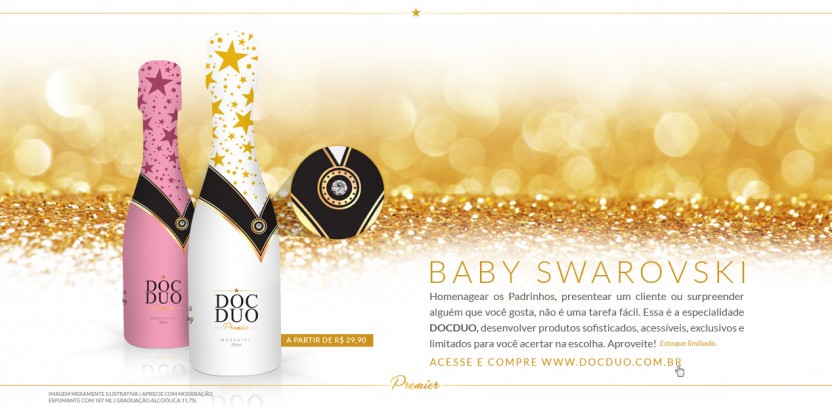 DOC
DUO
DOC
DUO
Premier
MOSCATEL
A PARTIR DE R$ 29,90
BABY SWAROVSKI
Homenagear os Padrinhos, presentear um cliente ou surpreender
alguém que você gosta, não é uma tarefa fácil. Essa é a especialidade
DOCDUO, desenvolver produtos sofisticados, acessíveis, exclusivos e
limitados para você acertar na escolha. Aproveite! Estoque limitado.
ACESSE E COMPRE WWW.DOCDUO.COM.BR
Premier
IMAGEM MERAMENTE ILUSTRATIVA | APRECIE COM MODERAÇÃO
ESPUMANTE COM 187 ML | GRADUAÇÃO ALCOÓLICA 11,7%.